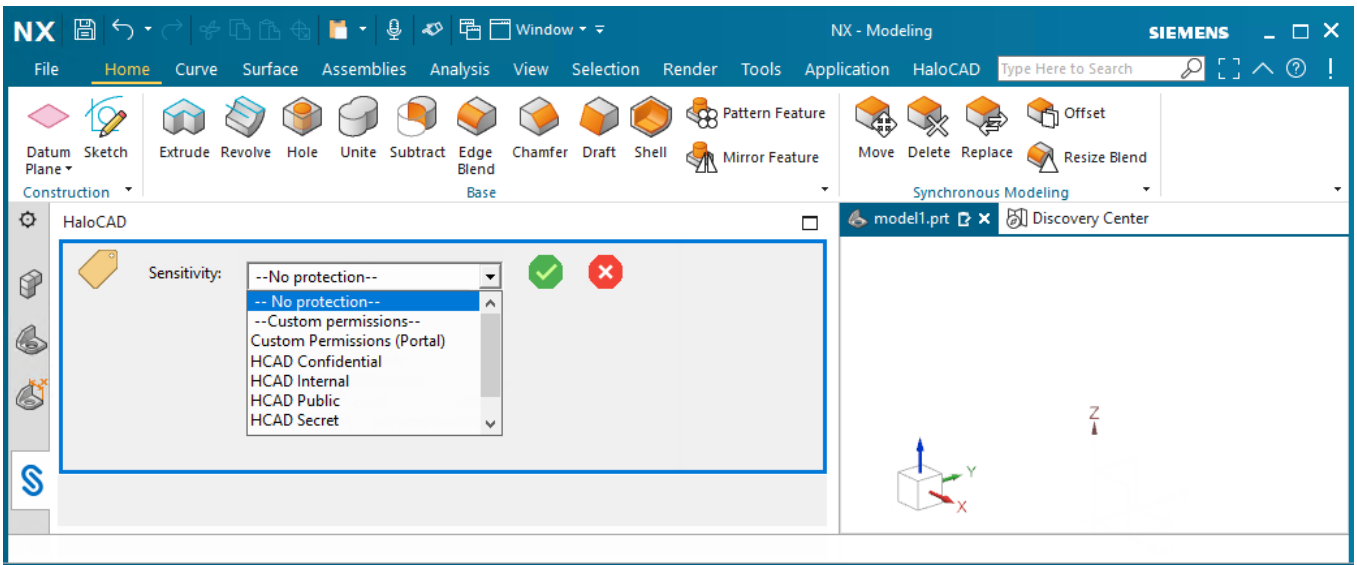 NX Window NX - Modeling SIEMENS
File Home Curve Surface Assemblies Analysis View Selection Render Tools Application HaloCAD Type Here to Search
Datum Plane Sketch Extrude Revolve Hole Unite Subtract Edge Blend Chamfer Draft Shell Pattern Feature Mirror Feature Move Delete Replace Offset Resize Blend
Construction Base Synchronous Modeling
HaloCAD model1.prt Discovery Center
Sensitivity: --No protection--
-- No protection--
--Custom permissions--
Custom Permissions (Portal)
HCAD Confidential
HCAD Internal
HCAD Public
HCAD Secret
Z
Y
X